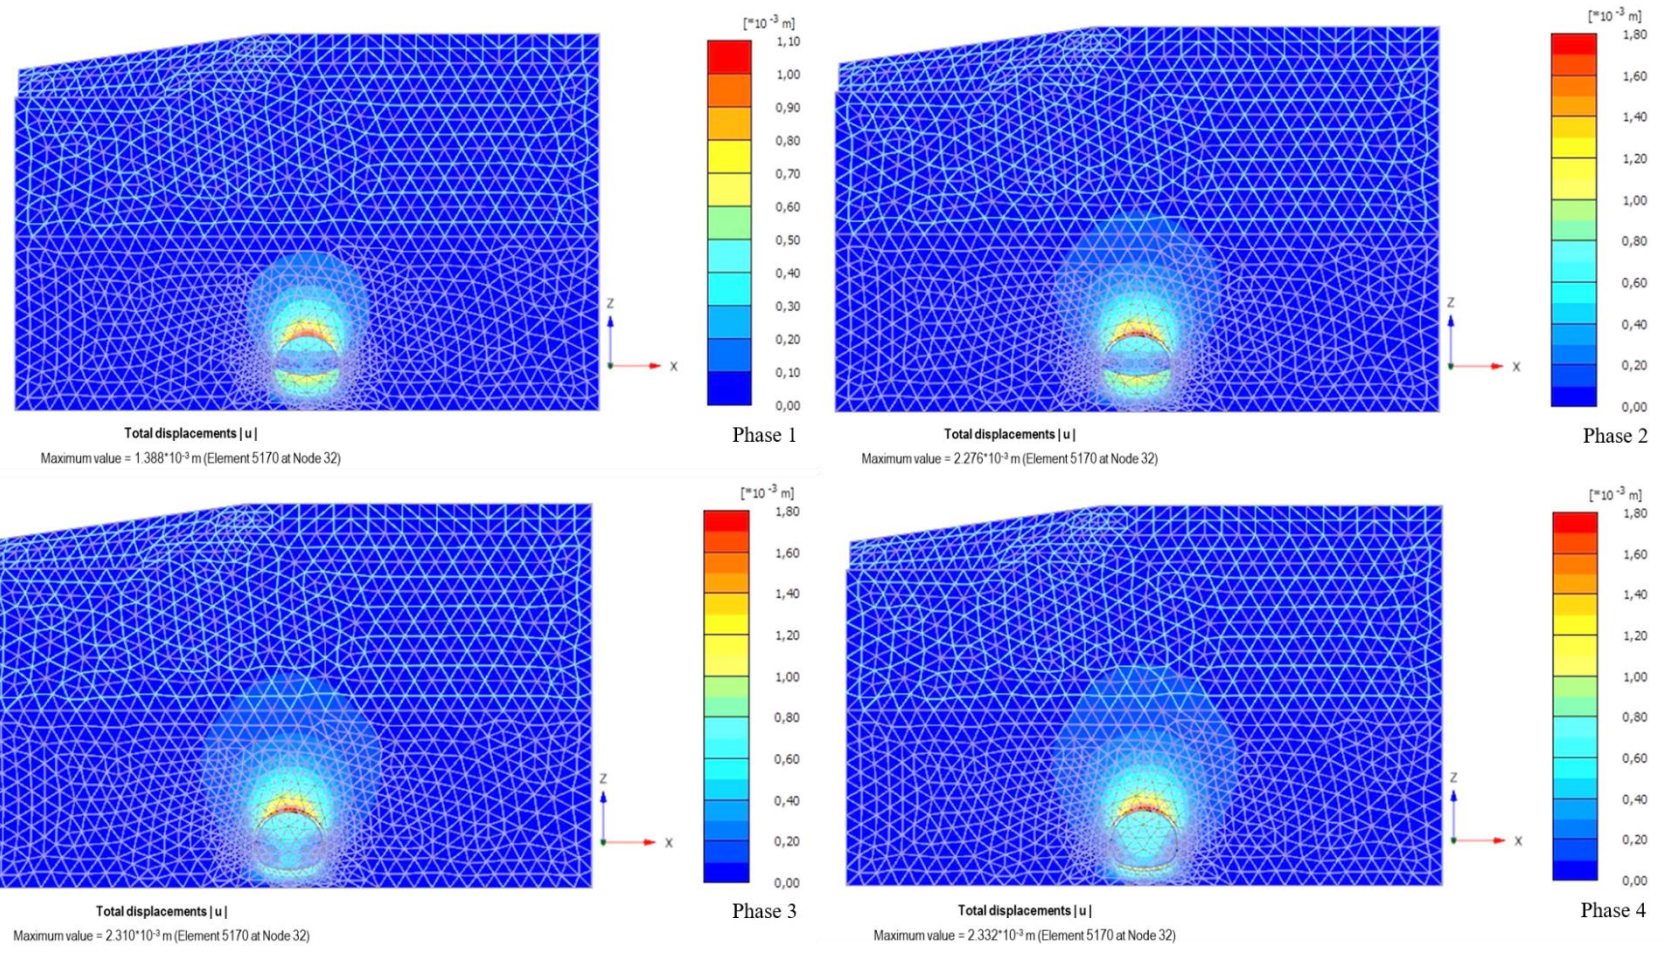 [*10 -3 m]
1,10
1,00
0,90
0,80
0,70
0,60
0,50
0,40
0,30
0,20
0,10
0,00
Z
X
Total displacements |u|
Phase 1
Maximum value = 1.388*10-3 m (Element 5170 at Node 32)
[*10 -3 m]
1,80
1,60
1,40
1,20
1,00
0,80
0,60
0,40
0,20
0,00
Z
X
Total displacements |u|
Phase 2
Maximum value = 2.276*10-3 m (Element 5170 at Node 32)
[*10 -3 m]
1,80
1,60
1,40
1,20
1,00
0,80
0,60
0,40
0,20
0,00
Z
X
Total displacements |u|
Phase 3
Maximum value = 2.310*10-3 m (Element 5170 at Node 32)
[*10 -3 m]
1,80
1,60
1,40
1,20
1,00
0,80
0,60
0,40
0,20
0,00
Z
X
Total displacements |u|
Phase 4
Maximum value = 2.332*10-3 m (Element 5170 at Node 32)